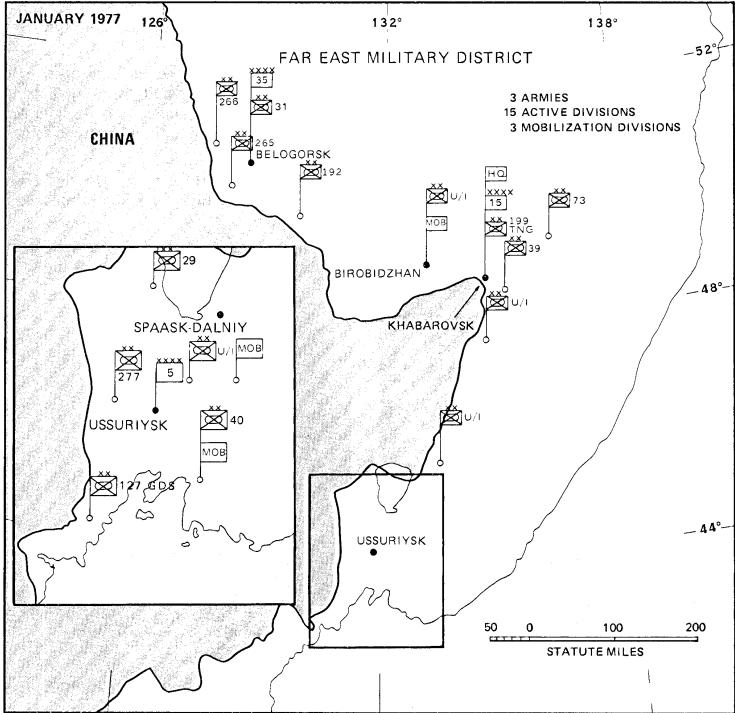 JANUARY 1977
126°
132°
138°
52°
FAR EAST MILITARY DISTRICT
3 ARMIES
15 ACTIVE DIVISIONS
3 MOBILIZATION DIVISIONS
CHINA
XX
266
XXXX
35
XX
31
XX
265
BELOGORSK
XX
192
XX
U/I
MOB
BIROBIDZHAN
HQ
XXXX
15
XX
199
TNG
XX
39
XX
73
48°
KHABAROVSK
XX
U/I
XX
U/I
XX
29
SPAASK-DALNIY
XX
U/I
MOB
XX
277
XXXX
5
USSURIYSK
XX
40
MOB
XX
127 GDS
USSURIYSK
44°
50 0 100 200
STATUTE MILES